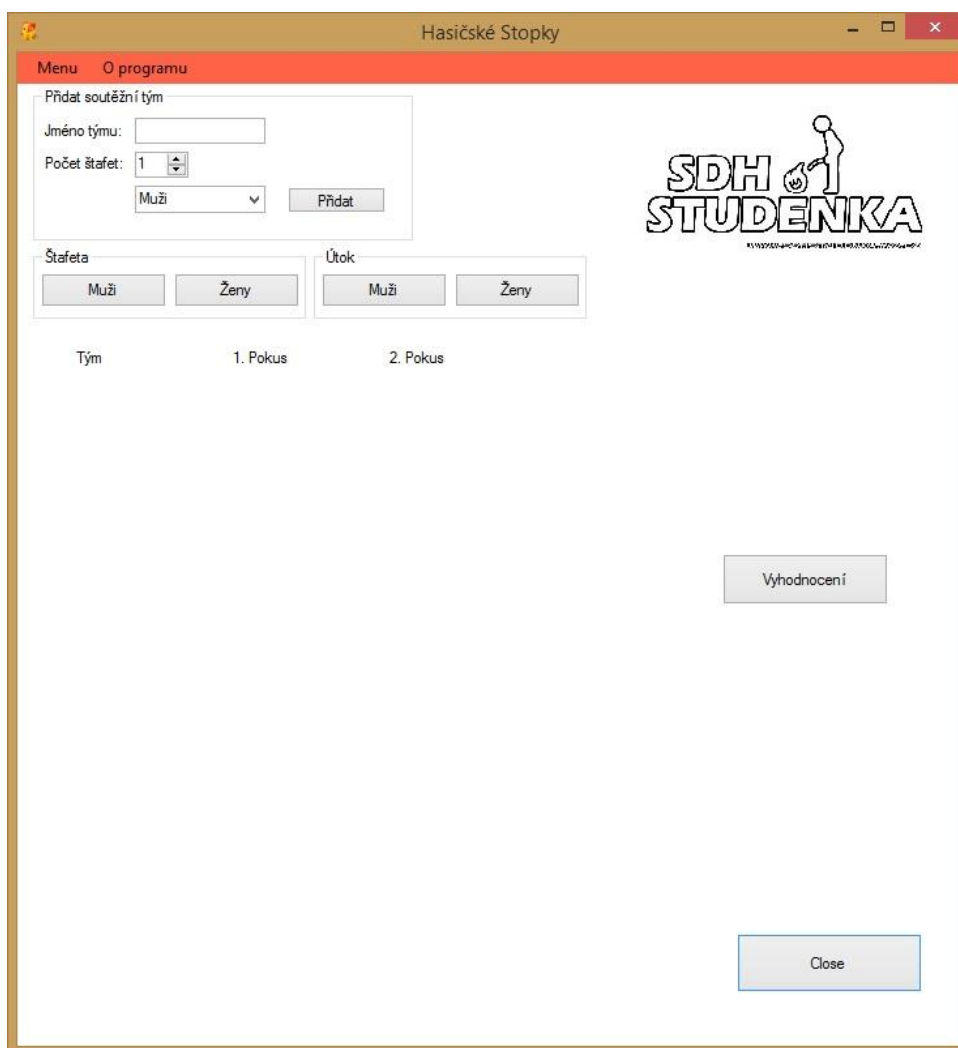 Hasičské Stopky
Menu O programu
Přidat soutěžní tým
Jméno týmu:
Počet štafet: 1
Muži Přidat
SDH
STUDÉNKA
Štafeta Útok
Muži Ženy Muži Ženy
Tým 1. Pokus 2. Pokus
Vyhodnocení
Close